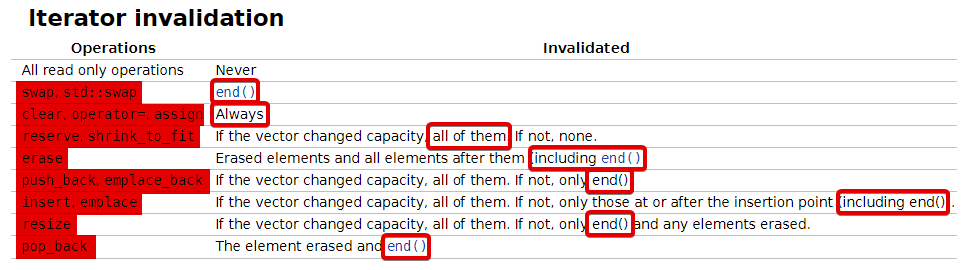 Iterator invalidation
Operations Invalidated
All read only operations Never
swap, std::swap end()
clear, operator=, assign Always
reserve, shrink_to_fit If the vector changed capacity, all of them. If not, none.
erase Erased elements and all elements after them (including end()
push_back, emplace_back If the vector changed capacity, all of them. If not, only end()
insert, emplace If the vector changed capacity, all of them. If not, only those at or after the insertion point (including end() .
resize If the vector changed capacity, all of them. If not, only end() and any elements erased.
pop_back The element erased and end()